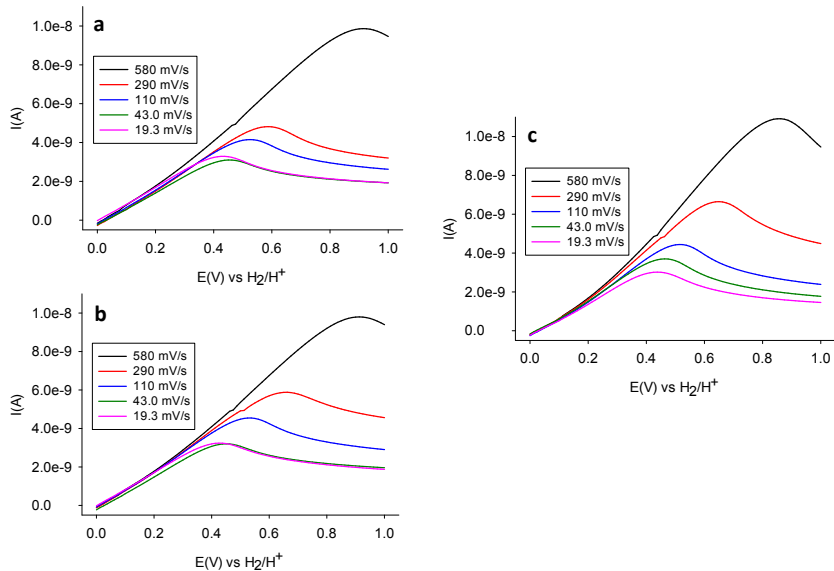 a
I(A)
1.0e-8
8.0e-9
6.0e-9
4.0e-9
2.0e-9
0.0
580 mV/s
290 mV/s
110 mV/s
43.0 mV/s
19.3 mV/s
0.0 0.2 0.4 0.6 0.8 1.0
E(V) vs H2/H+
b
I(A)
1.0e-8
8.0e-9
6.0e-9
4.0e-9
2.0e-9
0.0
580 mV/s
290 mV/s
110 mV/s
43.0 mV/s
19.3 mV/s
0.0 0.2 0.4 0.6 0.8 1.0
E(V) vs H2/H+
c
I(A)
1.0e-8
8.0e-9
6.0e-9
4.0e-9
2.0e-9
0.0
580 mV/s
290 mV/s
110 mV/s
43.0 mV/s
19.3 mV/s
0.0 0.2 0.4 0.6 0.8 1.0
E(V) vs H2/H+